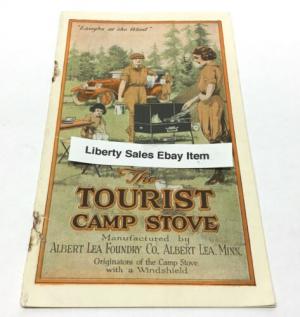 "Laughs at the Wind"
Liberty Sales Ebay Item
The
TOURIST
CAMP STOVE
Manufactured by
ALBERT LEA FOUNDRY CO. ALBERT LEA, MINN.
Originators of the Camp Stove
with a Windshield